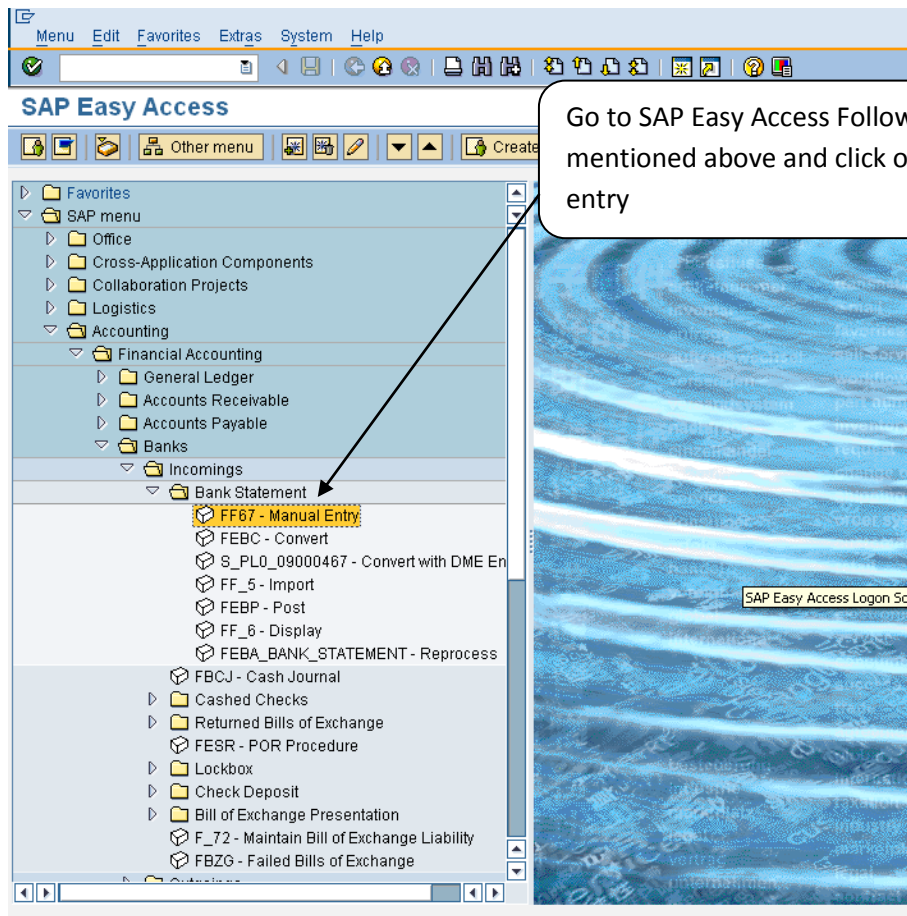 Menu Edit Favorites Extras System Help
SAP Easy Access
Other menu
Create
Go to SAP Easy Access Follow
mentioned above and click o
entry
Favorites
SAP menu
Office
Cross-Application Components
Collaboration Projects
Logistics
Accounting
Financial Accounting
General Ledger
Accounts Receivable
Accounts Payable
Banks
Incomings
Bank Statement
FF67 - Manual Entry
FEBC - Convert
S_PL0_09000467 - Convert with DME En
FF_5 - Import
FEBP - Post
FF_6 - Display
FEBA_BANK_STATEMENT - Reprocess
FBCJ - Cash Journal
Cashed Checks
Returned Bills of Exchange
FESR - POR Procedure
Lockbox
Check Deposit
Bill of Exchange Presentation
F_72 - Maintain Bill of Exchange Liability
FBZG - Failed Bills of Exchange
SAP Easy Access Logon Sc